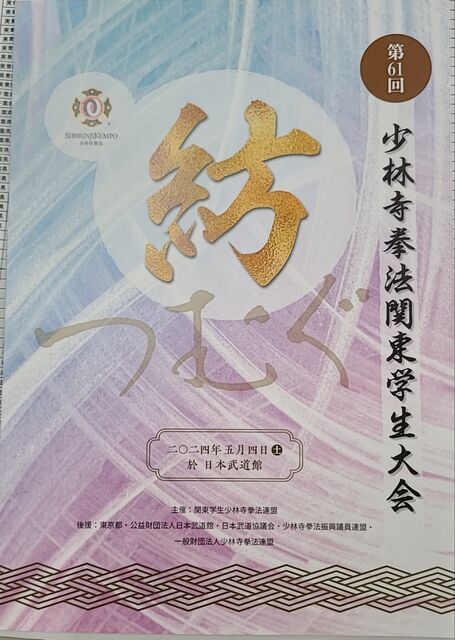 第61回
少林寺拳法関東学生大会
SHORINJIKEMPO
少林寺拳法
紡
つむぐ
二〇二四年五月四日土
於 日本武道館
主催：関東学生少林寺拳法連盟
後援：東京都・公益財団法人日本武道館・日本武道協議会・少林寺拳法振興議員連盟・
一般財団法人少林寺拳法連盟